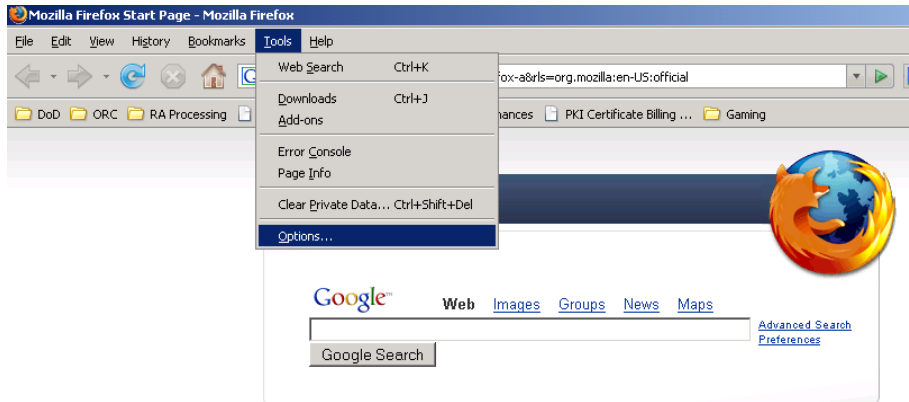 Mozilla Firefox Start Page - Mozilla Firefox
File Edit View History Bookmarks Tools Help
Web Search Ctrl+K
fox-a&rls=org.mozilla:en-US:official
Downloads Ctrl+J
DoD ORC RA Processing PKI Certificate Billing ... Gaming
Add-ons
Error Console
Page Info
Clear Private Data... Ctrl+Shift+Del
Options...
Google™ Web Images Groups News Maps
Advanced Search
Preferences
Google Search